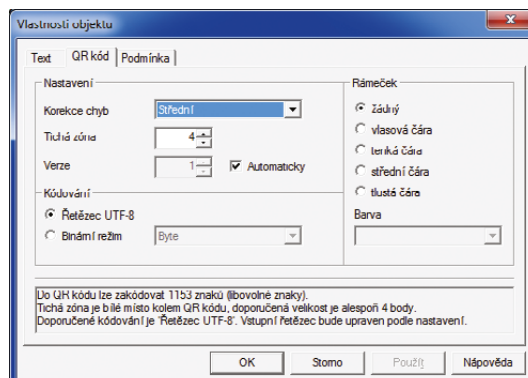 Vlastnosti objektu
Text QR kód Podmínka
Nastavení
Korekce chyb Střední
Tichá zóna 4
Verze 1 Automaticky
Kódování
Řetězec UTF-8
Binární režim Byte
Rámeček
žádný
vlasová čára
tenká čára
střední čára
tlustá čára
Barva
Do QR kódu lze zakódovat 1153 znaků (libovolné znaky).
Tichá zóna je bílé místo kolem QR kódu, doporučená velikost je alespoň 4 body.
Doporučené kódování je 'Řetězec UTF-8'. Vstupní řetězec bude upraven podle nastavení.
OK Storno Použít Nápověda